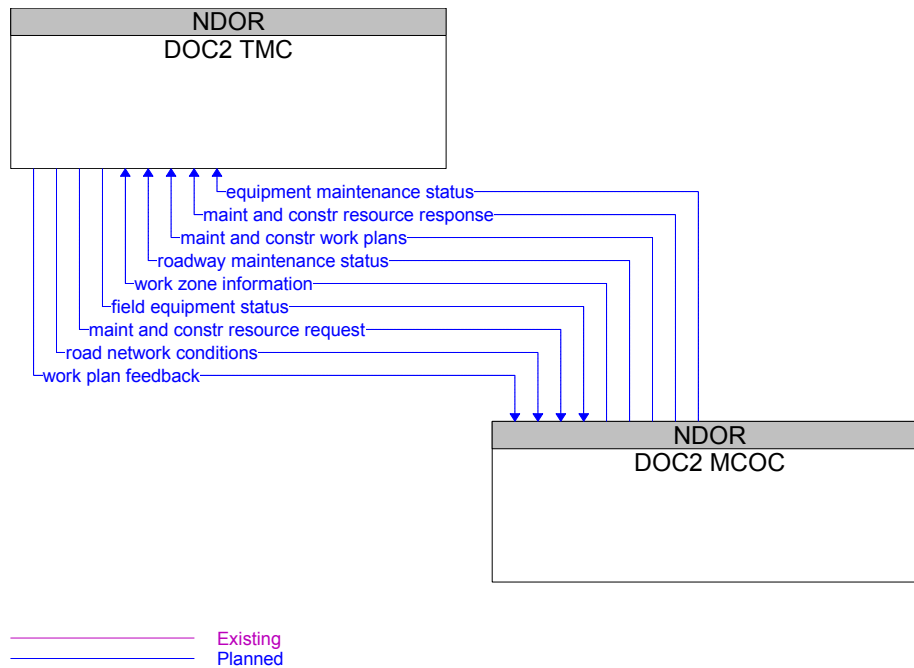 NDOR
DOC2 TMC
equipment maintenance status
maint and constr resource response
maint and constr work plans
roadway maintenance status
work zone information
field equipment status
maint and constr resource request
road network conditions
work plan feedback
NDOR
DOC2 MCOC
Existing
Planned